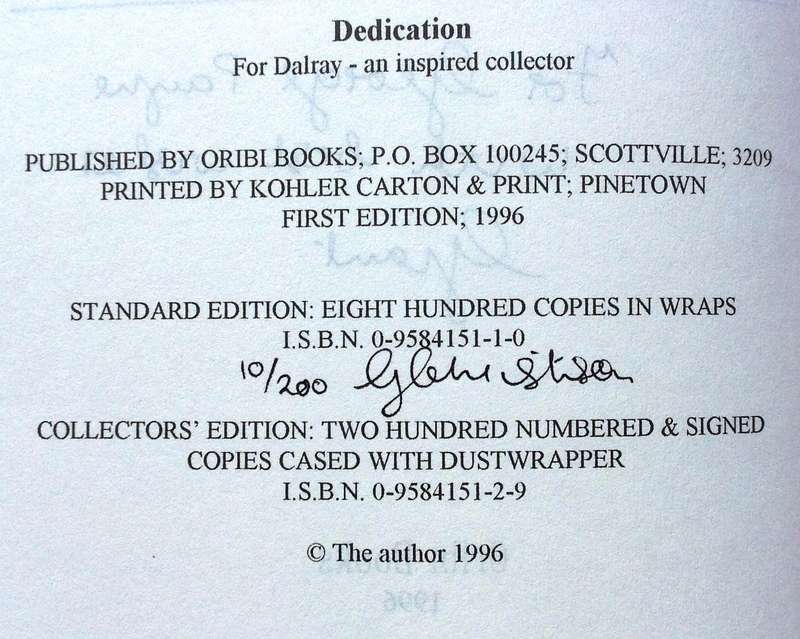 Dedication
For Dalray - an inspired collector
PUBLISHED BY ORIBI BOOKS; P.O. BOX 100245; SCOTTVILLE; 3209
PRINTED BY KOHLER CARTON & PRINT; PINETOWN
FIRST EDITION; 1996
STANDARD EDITION: EIGHT HUNDRED COPIES IN WRAPS
I.S.B.N. 0-9584151-1-0
10/200
COLLECTORS' EDITION: TWO HUNDRED NUMBERED & SIGNED
COPIES CASED WITH DUSTWRAPPER
I.S.B.N. 0-9584151-2-9
© The author 1996